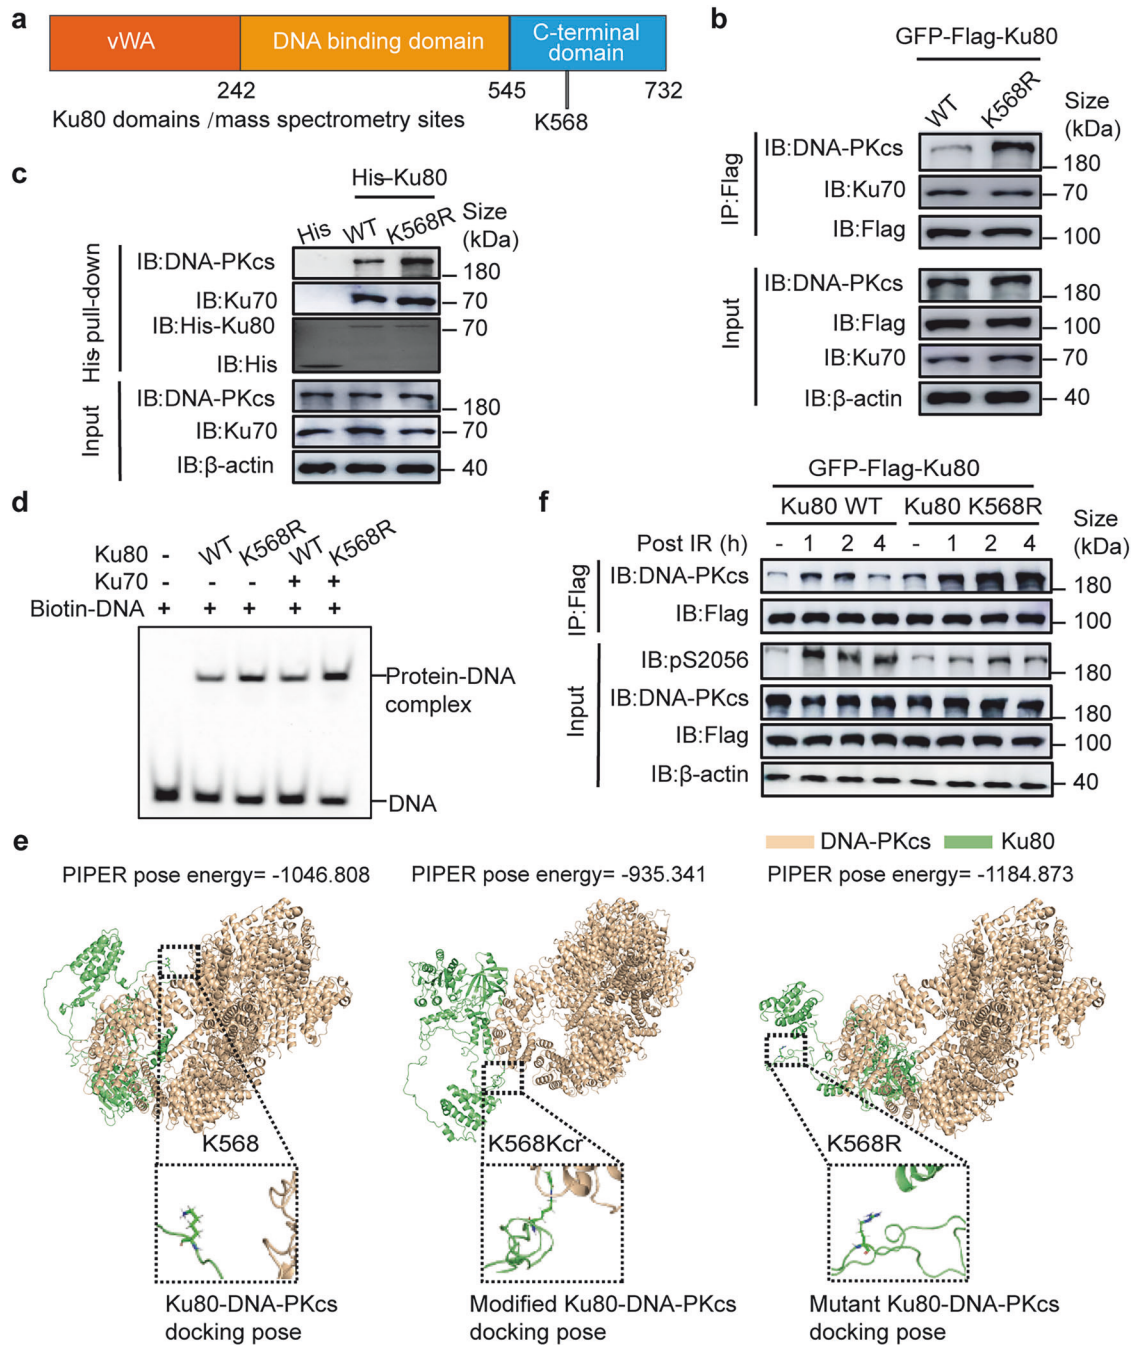 a
vWA
DNA binding domain
C-terminal
domain
242
545
732
K568
Ku80 domains /mass spectrometry sites
b
GFP-Flag-Ku80
WT
K568R
Size
(kDa)
IP:Flag
IB:DNA-PKcs
180
IB:Ku70
70
IB:Flag
100
Input
IB:DNA-PKcs
180
IB:Flag
100
IB:Ku70
70
IB:β-actin
40
c
His-Ku80
His
WT
K568R
Size
(kDa)
His pull-down
IB:DNA-PKcs
180
IB:Ku70
70
IB:His-Ku80
70
IB:His
Input
IB:DNA-PKcs
180
IB:Ku70
70
IB:β-actin
40
d
Ku80 - WT K568R WT K568R
Ku70 - - - + +
Biotin-DNA + + + + +
Protein-DNA
complex
DNA
f
GFP-Flag-Ku80
Ku80 WT
Ku80 K568R
Size
(kDa)
Post IR (h) - 1 2 4 - 1 2 4
IP:Flag
IB:DNA-PKcs
180
IB:Flag
100
Input
IB:pS2056
180
IB:DNA-PKcs
180
IB:Flag
100
IB:β-actin
40
e
DNA-PKcs
Ku80
PIPER pose energy= -1046.808
PIPER pose energy= -935.341
PIPER pose energy= -1184.873
K568
K568Kcr
K568R
Ku80-DNA-PKcs
docking pose
Modified Ku80-DNA-PKcs
docking pose
Mutant Ku80-DNA-PKcs
docking pose